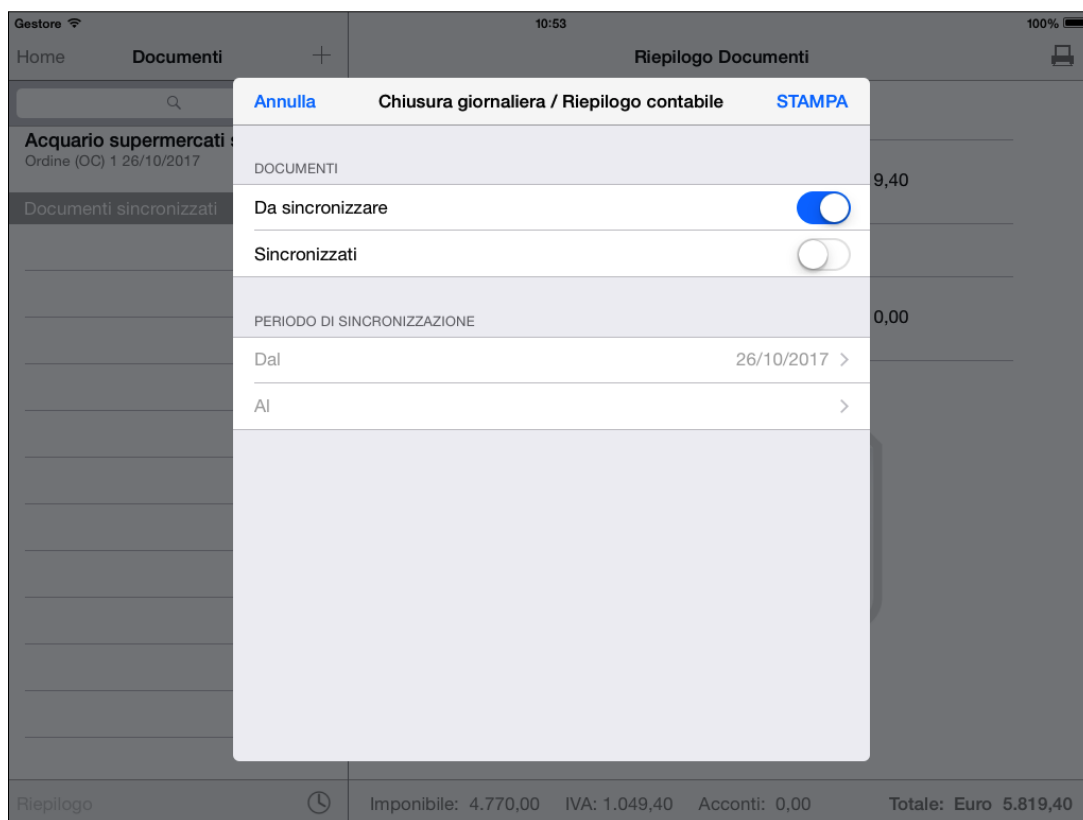 Gestore 10:53 100%
Home Documenti Riepilogo Documenti
Annulla Chiusura giornaliera / Riepilogo contabile STAMPA
Acquario supermercati
Ordine (OC) 1 26/10/2017
Documenti sincronizzati
DOCUMENTI
Da sincronizzare
Sincronizzati
PERIODO DI SINCRONIZZAZIONE
Dal 26/10/2017
Al
9,40
0,00
Riepilogo Imponibile: 4.770,00 IVA: 1.049,40 Acconti: 0,00 Totale: Euro 5.819,40